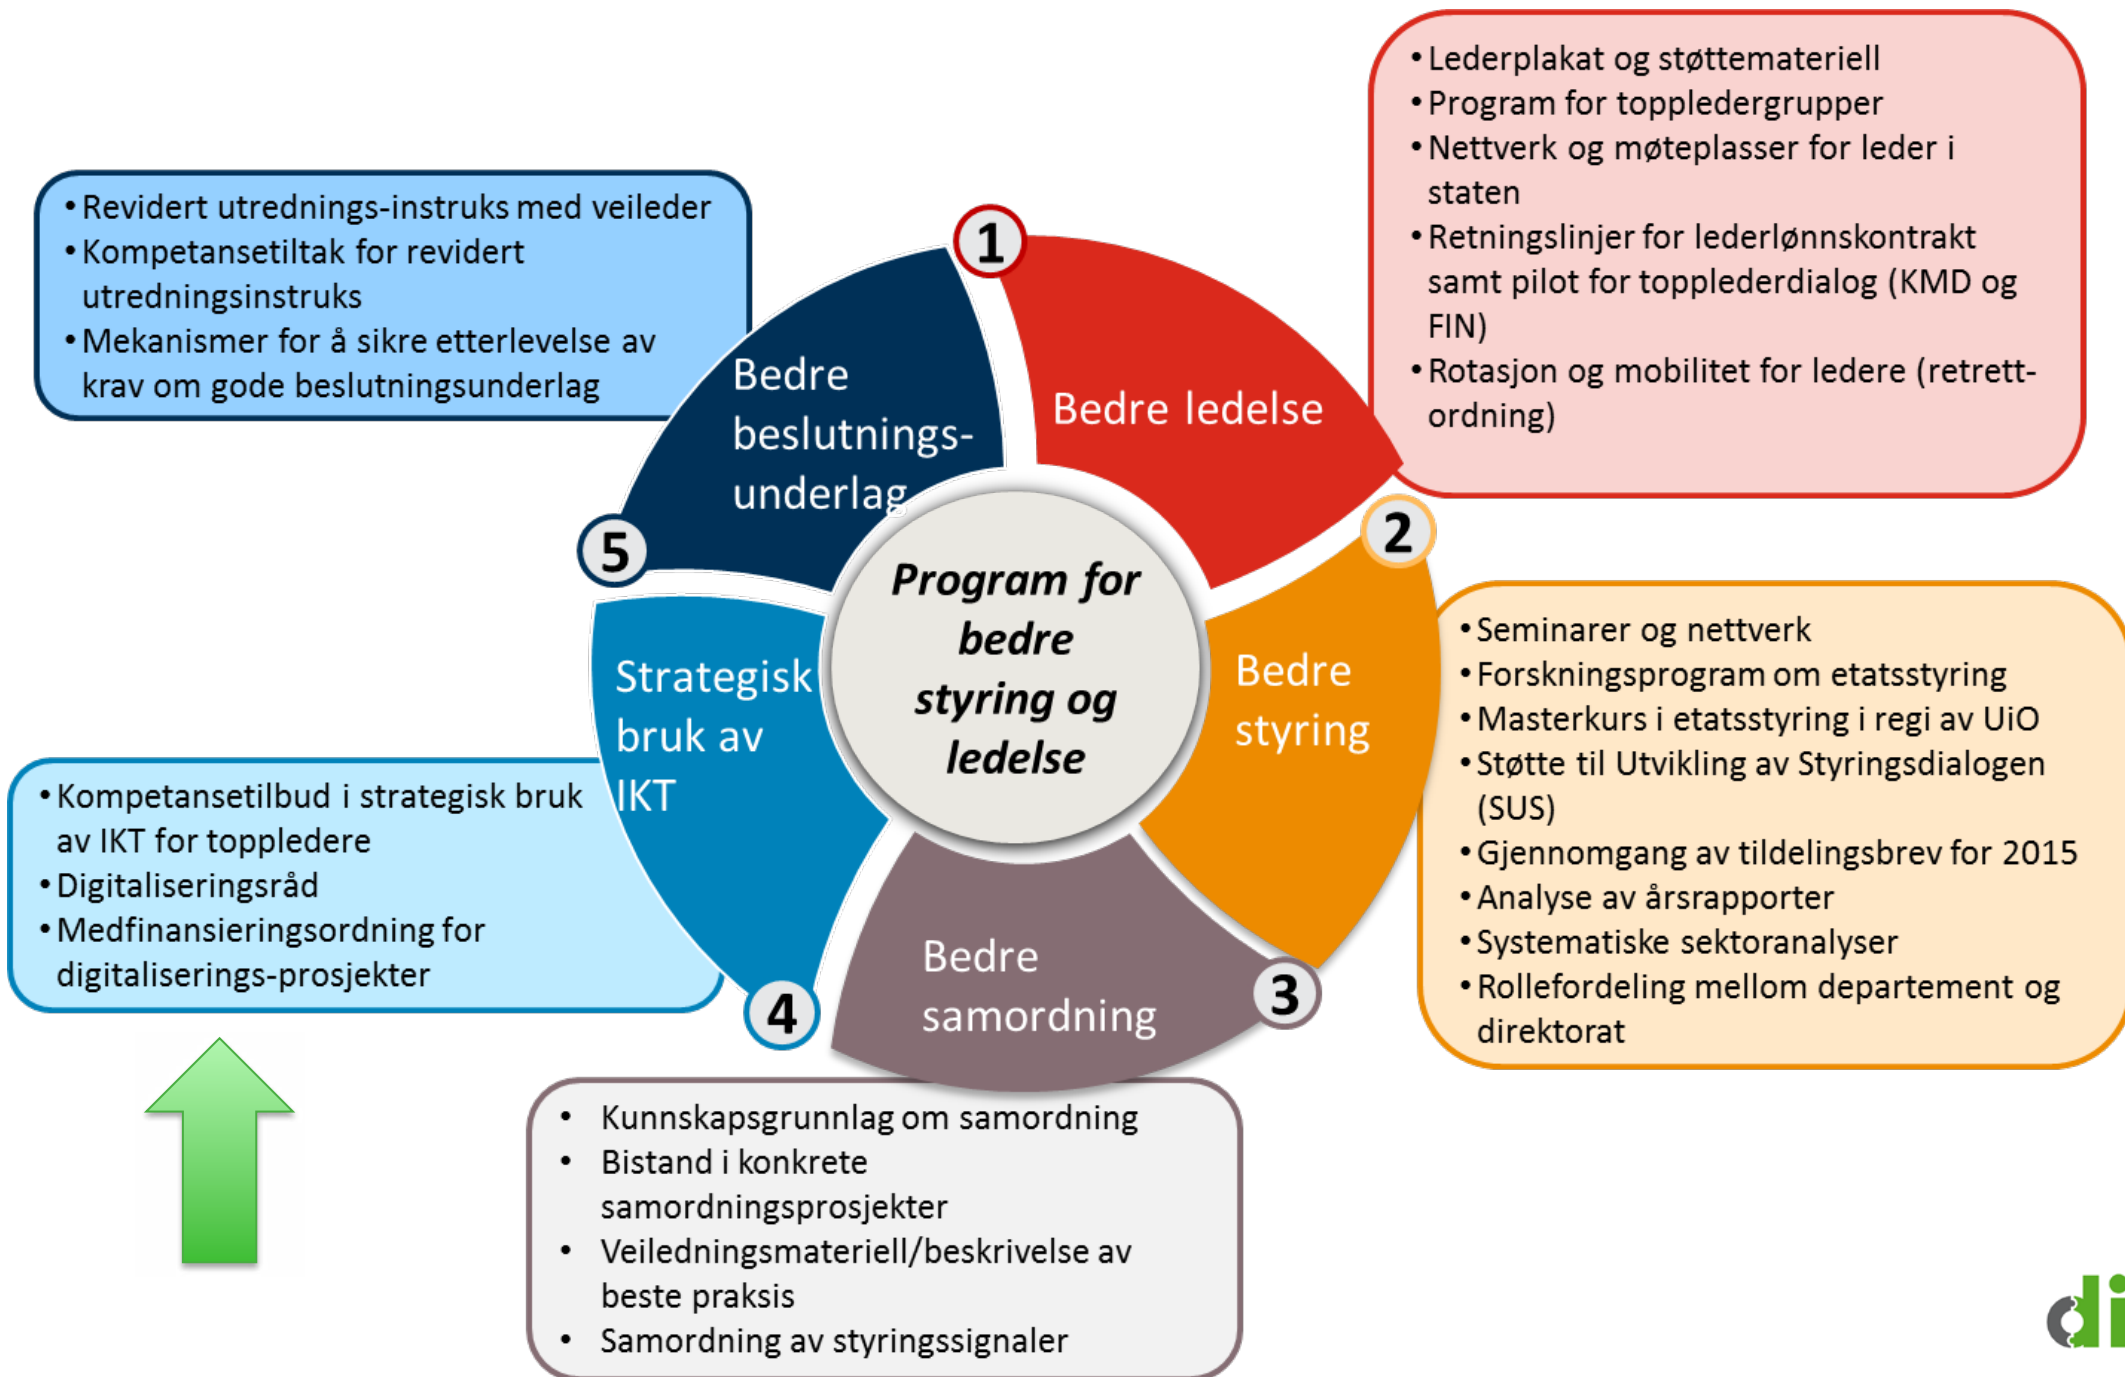 1
Bedre ledelse
• Lederplakat og støttemateriell
• Program for toppledergrupper
• Nettverk og møteplasser for leder i
staten
• Retningslinjer for lederlønnskontrakt
samt pilot for topplederdialog (KMD og
FIN)
• Rotasjon og mobilitet for ledere (retrett-
ordning)
2
Bedre
styring
• Seminarer og nettverk
• Forskningsprogram om etatsstyring
• Masterkurs i etatsstyring i regi av UiO
• Støtte til Utvikling av Styringsdialogen
(SUS)
• Gjennomgang av tildelingsbrev for 2015
• Analyse av årsrapporter
• Systematiske sektoranalyser
• Rollefordeling mellom departement og
direktorat
3
Bedre
samordning
• Kunnskapsgrunnlag om samordning
• Bistand i konkrete
samordningsprosjekter
• Veiledningsmateriell/beskrivelse av
beste praksis
• Samordning av styringssignaler
4
Strategisk
bruk av
IKT
• Kompetansetilbud i strategisk bruk
av IKT for toppledere
• Digitaliseringsråd
• Medfinansieringsordning for
digitaliserings-prosjekter
5
Bedre
beslutnings-
underlag
• Revidert utrednings-instruks med veileder
• Kompetansetiltak for revidert
utredningsinstruks
• Mekanismer for å sikre etterlevelse av
krav om gode beslutningsunderlag
Program for
bedre
styring og
ledelse
di